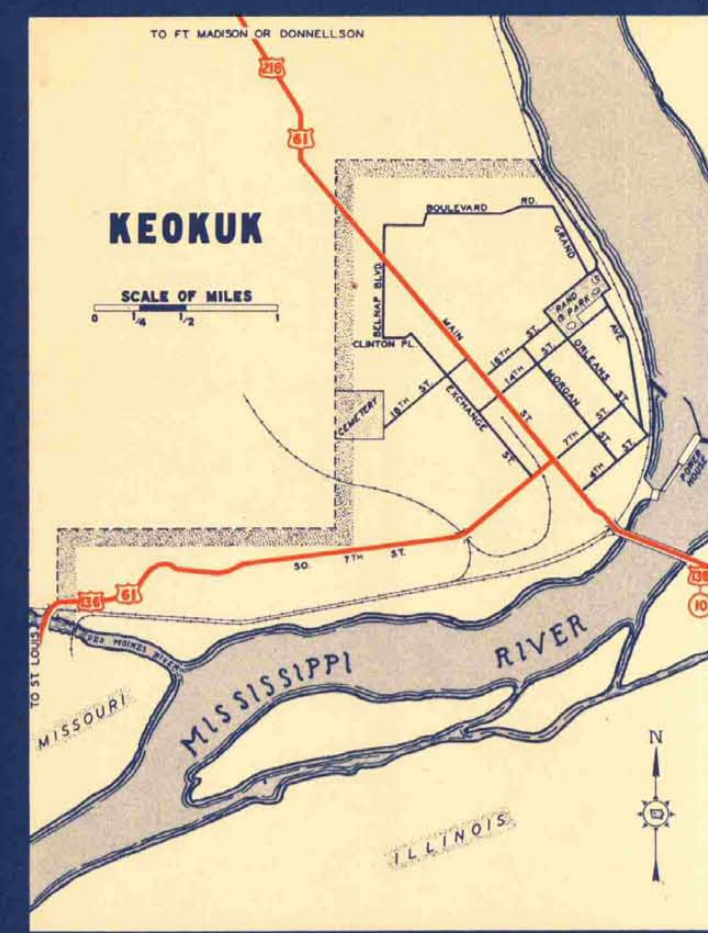 TO FT. MADISON OR DONNELLSON
218
61
KEOKUK
SCALE OF MILES
0 1/4 1/2 1
BOULEVARD RD.
GRAND AVE
BELNAP BLVD.
RAND PARK
MAIN ST.
CLINTON PL.
18TH ST.
14TH ST.
ORLEANS ST.
MORGAN ST.
EXCHANGE ST.
CEMETERY
7TH ST.
4TH ST.
POWER HOUSE
SO. 7TH ST.
136
61
136
10
DES MOINES RIVER
TO ST. LOUIS
MISSISSIPPI RIVER
MISSOURI
N
ILLINOIS